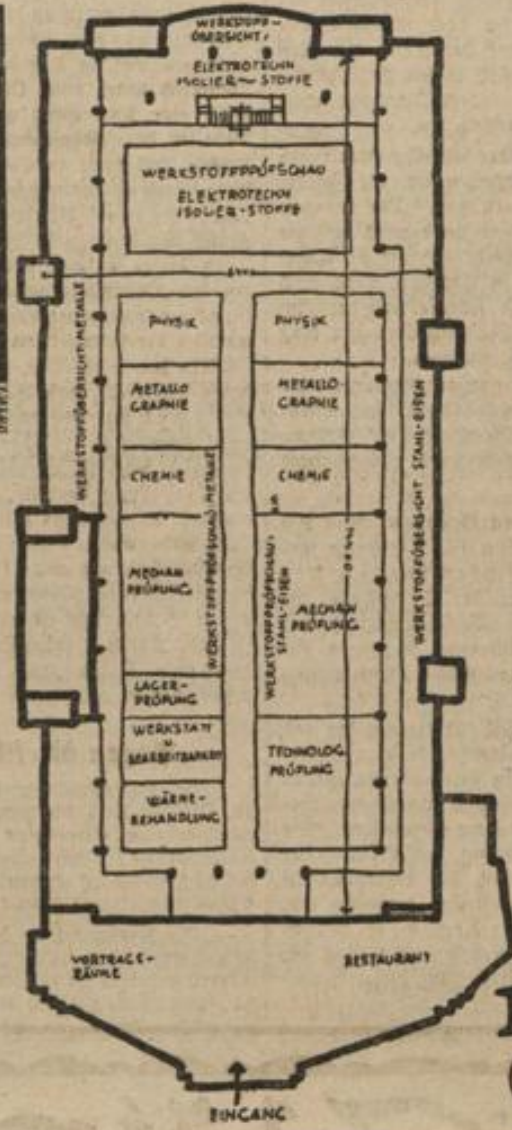 WERKSTOFF-
ÜBERSICHT:
ELEKTROTECHN
ISOLIER-STOFFE
WERKSTOFFPRÜFSCHAU
ELEKTROTECHN
ISOLIER-STOFFE
WERKSTOFFÜBERSICHT: METALLE
PHYSIK
METALLO
GRAPHIE
CHEMIE
MECHAN
PRÜFUNG
LAGER-
PRÜFUNG
WERKSTATT
U.
WÄRME-
BEHANDLUNG
WERKSTOFFPRÜFSCHAU METALLE
PHYSIK
METALLO-
GRAPHIE
CHEMIE
WERKSTOFFPRÜFSCHAU:
STAHL-EISEN
MECHAN
PRÜFUNG
TECHNOLOG.
PRÜFUNG
WERKSTOFFÜBERSICHT STAHL-EISEN
VORTRAGS-
RÄUME
RESTAURANT
EINGANG